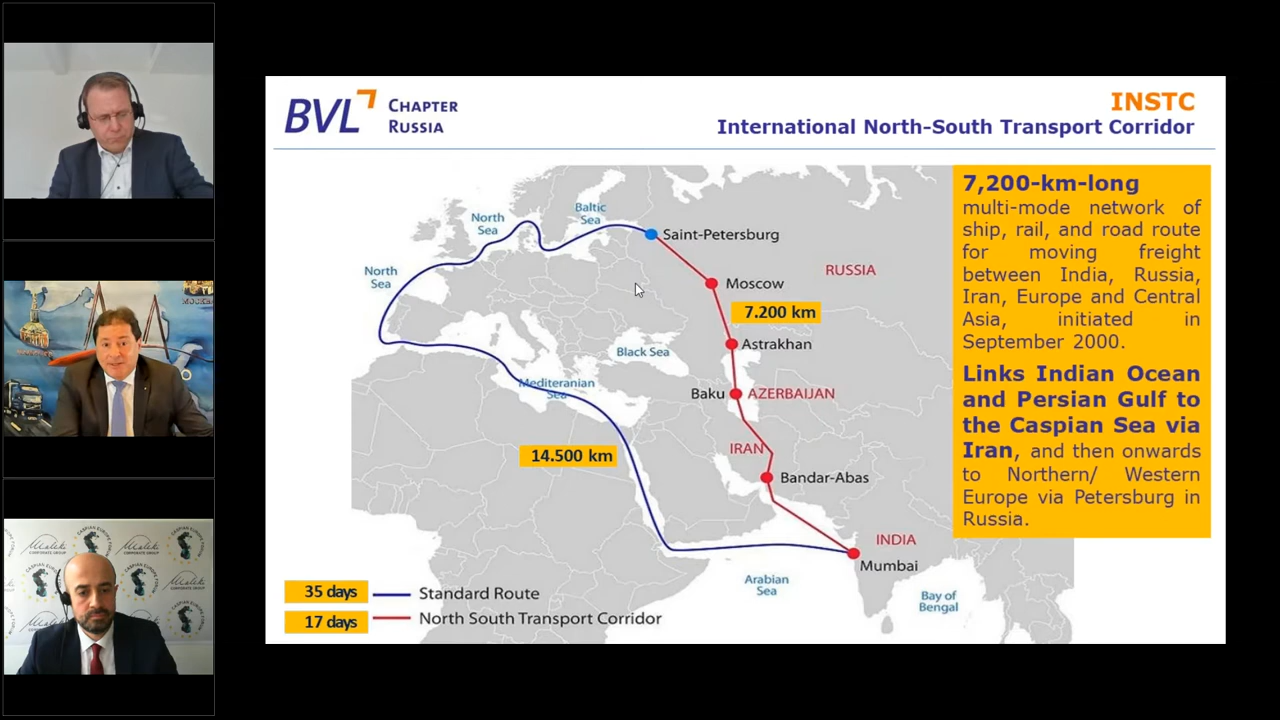 BVL CHAPTER
RUSSIA
INSTC
International North-South Transport Corridor
7,200-km-long
multi-mode network of
ship, rail, and road route
for moving freight
between India, Russia,
Iran, Europe and Central
Asia, initiated in
September 2000.
Links Indian Ocean
and Persian Gulf to
the Caspian Sea via
Iran, and then onwards
to Northern/ Western
Europe via Petersburg in
Russia.
Baltic
Sea
North
Sea
Saint-Petersburg
North
Sea
RUSSIA
Moscow
7.200 km
Astrakhan
Black Sea
Mediteranian
Sea
Baku
AZERBAIJAN
IRAN
14.500 km
Bandar-Abas
INDIA
Mumbai
Arabian
Sea
Bay of
Bengal
35 days
Standard Route
17 days
North South Transport Corridor
CASPIAN EUROPE
CORPORATE GROUP